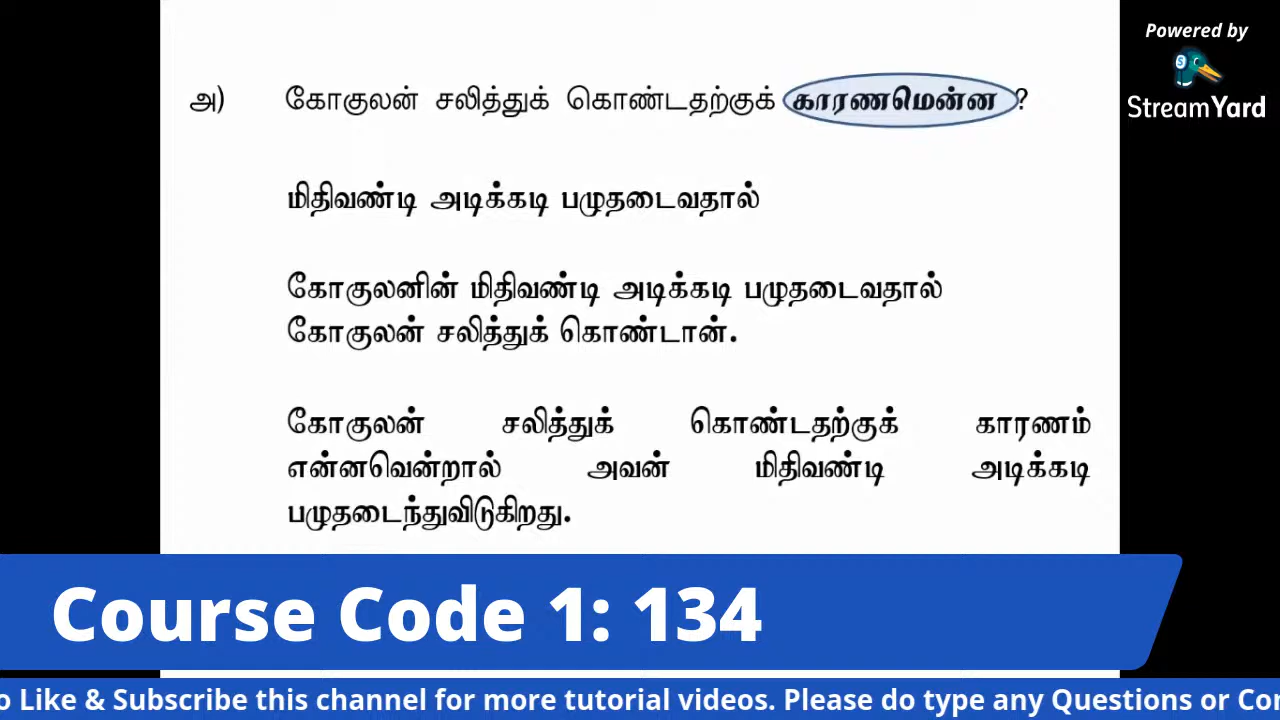 Powered by
StreamYard
அ) கோகுலன் சலித்துக் கொண்டதற்குக் காரணமென்ன ?
மிதிவண்டி அடிக்கடி பழுதடைவதால்
கோகுலனின் மிதிவண்டி அடிக்கடி பழுதடைவதால்
கோகுலன் சலித்துக் கொண்டான்.
கோகுலன் சலித்துக் கொண்டதற்குக் காரணம்
என்னவென்றால் அவன் மிதிவண்டி அடிக்கடி
பழுதடைந்துவிடுகிறது.
Course Code 1: 134
o Like & Subscribe this channel for more tutorial videos. Please do type any Questions or Cor